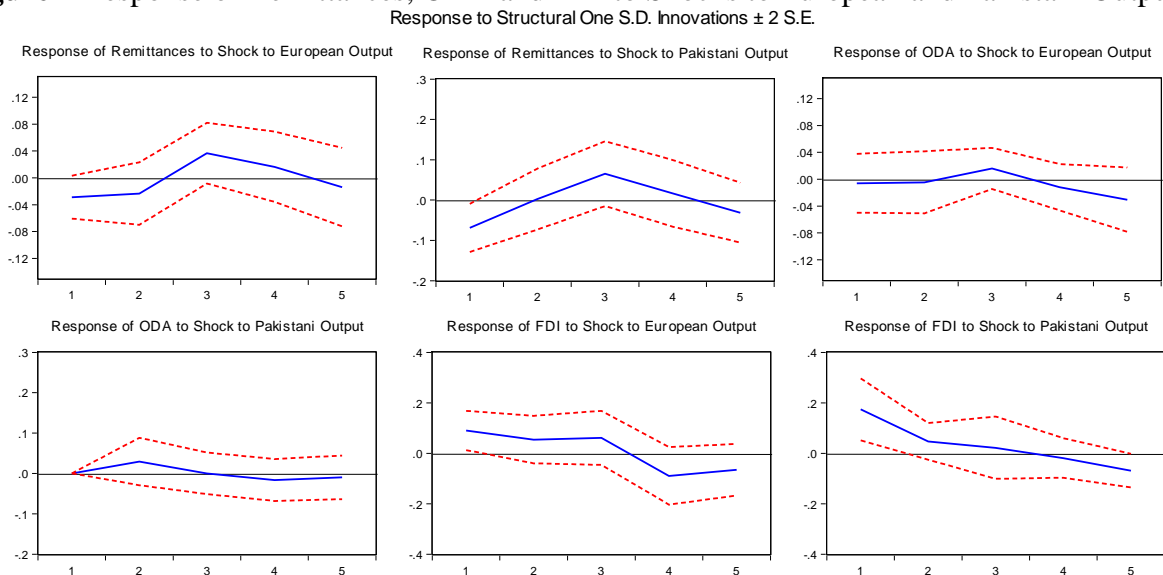 Response to Structural One S.D. Innovations ± 2 S.E.
Response of Remittances to Shock to European Output
Response of Remittances to Shock to Pakistani Output
Response of ODA to Shock to European Output
.12
.08
.04
.00
-.04
-.08
-.12
1 2 3 4 5
.3
.2
.1
.0
-.1
-.2
1 2 3 4 5
.12
.08
.04
.00
-.04
-.08
-.12
1 2 3 4 5
Response of ODA to Shock to Pakistani Output
Response of FDI to Shock to European Output
Response of FDI to Shock to Pakistani Output
.3
.2
.1
.0
-.1
-.2
1 2 3 4 5
.4
.2
.0
-.2
-.4
1 2 3 4 5
.4
.2
.0
-.2
-.4
1 2 3 4 5